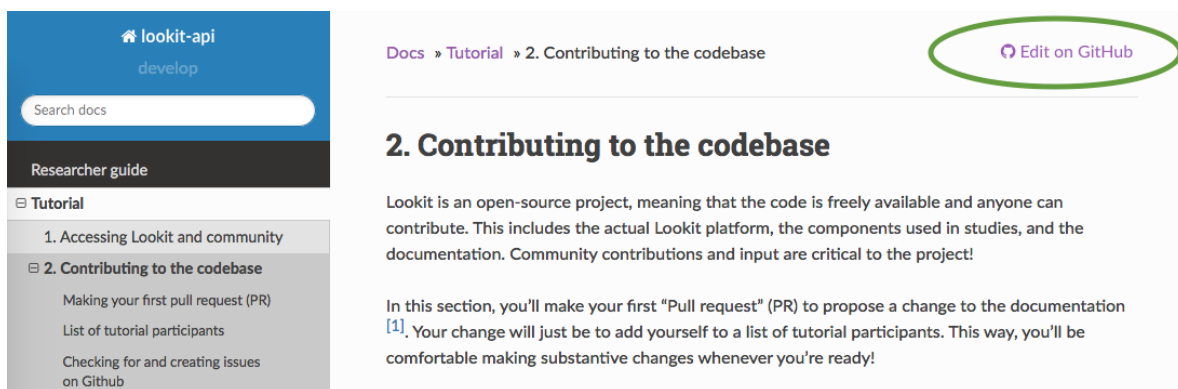 lookit-api
develop
Search docs
Researcher guide
Tutorial
1. Accessing Lookit and community
2. Contributing to the codebase
Making your first pull request (PR)
List of tutorial participants
Checking for and creating issues
on Github
Docs » Tutorial » 2. Contributing to the codebase
Edit on GitHub
2. Contributing to the codebase
Lookit is an open-source project, meaning that the code is freely available and anyone can
contribute. This includes the actual Lookit platform, the components used in studies, and the
documentation. Community contributions and input are critical to the project!
In this section, you’ll make your first “Pull request” (PR) to propose a change to the documentation
[1]. Your change will just be to add yourself to a list of tutorial participants. This way, you’ll be
comfortable making substantive changes whenever you’re ready!